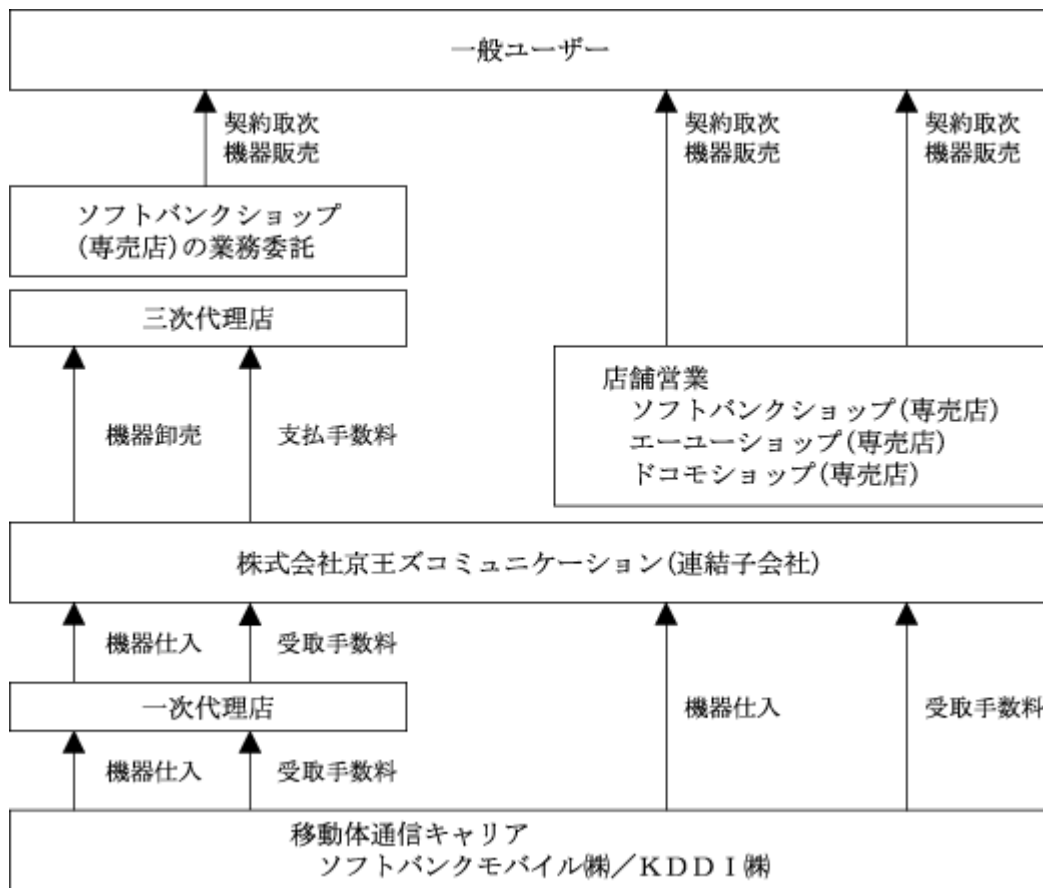 一般ユーザー
契約取次
機器販売
契約取次
機器販売
契約取次
機器販売
ソフトバンクショップ
(専売店)の業務委託
三次代理店
店舗営業
ソフトバンクショップ(専売店)
エーユーショップ(専売店)
ドコモショップ(専売店)
機器卸売
支払手数料
株式会社京王ズコミュニケーション(連結子会社)
機器仕入
受取手数料
一次代理店
機器仕入
受取手数料
機器仕入
受取手数料
移動体通信キャリア
ソフトバンクモバイル㈱／KDDI㈱